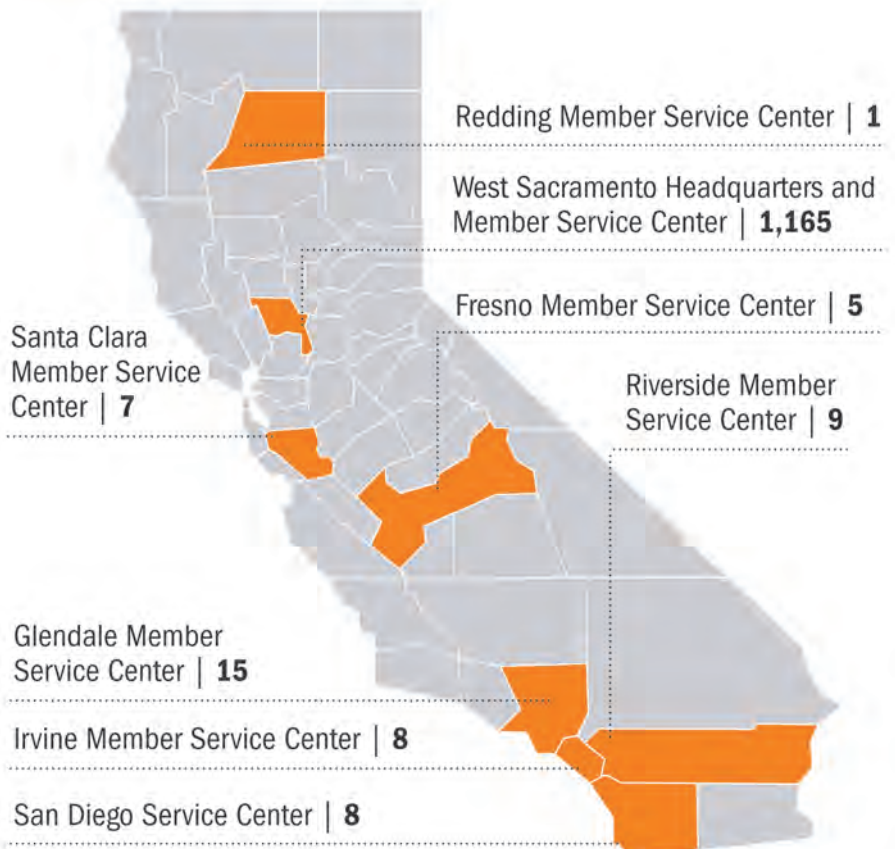 Redding Member Service Center | 1
West Sacramento Headquarters and
Member Service Center | 1,165
Fresno Member Service Center | 5
Santa Clara
Member Service
Center | 7
Riverside Member
Service Center | 9
Glendale Member
Service Center | 15
Irvine Member Service Center | 8
San Diego Service Center | 8